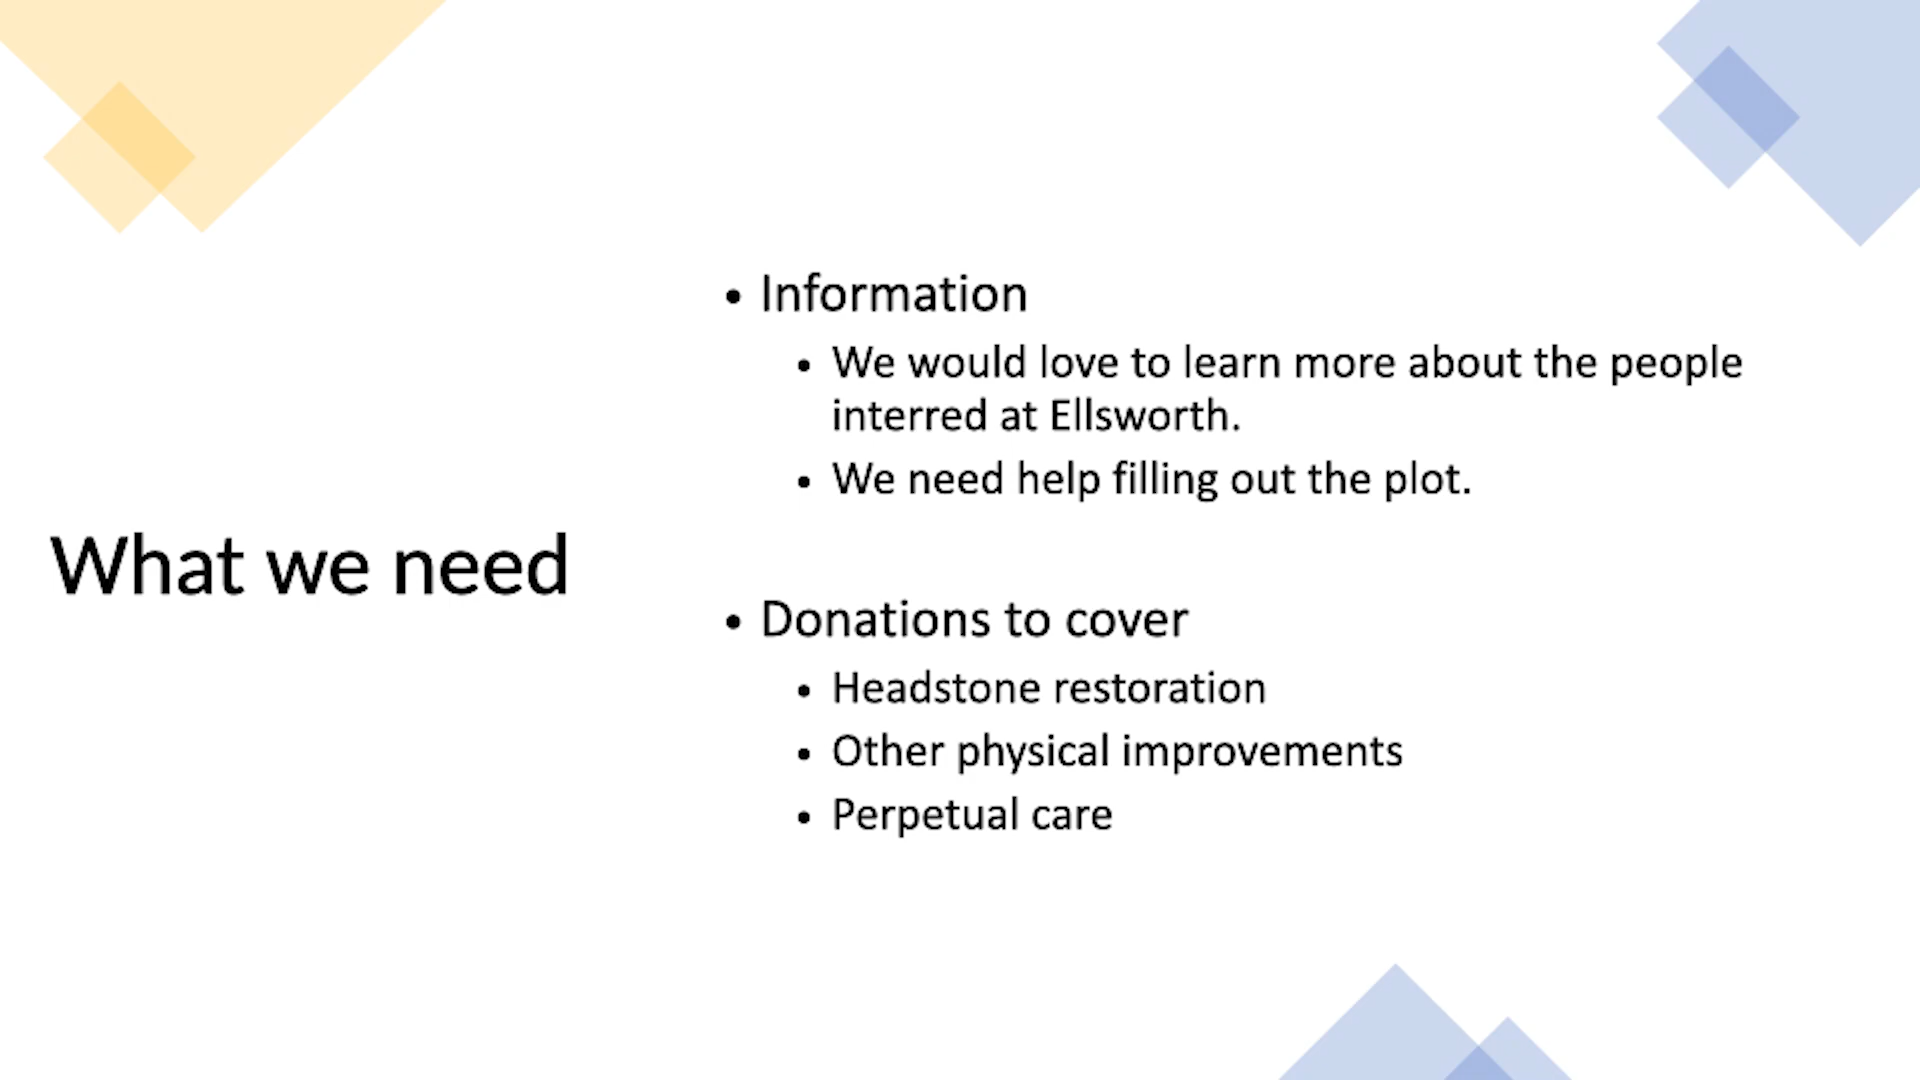 What we need
• Information
• We would love to learn more about the people
interred at Ellsworth.
• We need help filling out the plot.
• Donations to cover
• Headstone restoration
• Other physical improvements
• Perpetual care